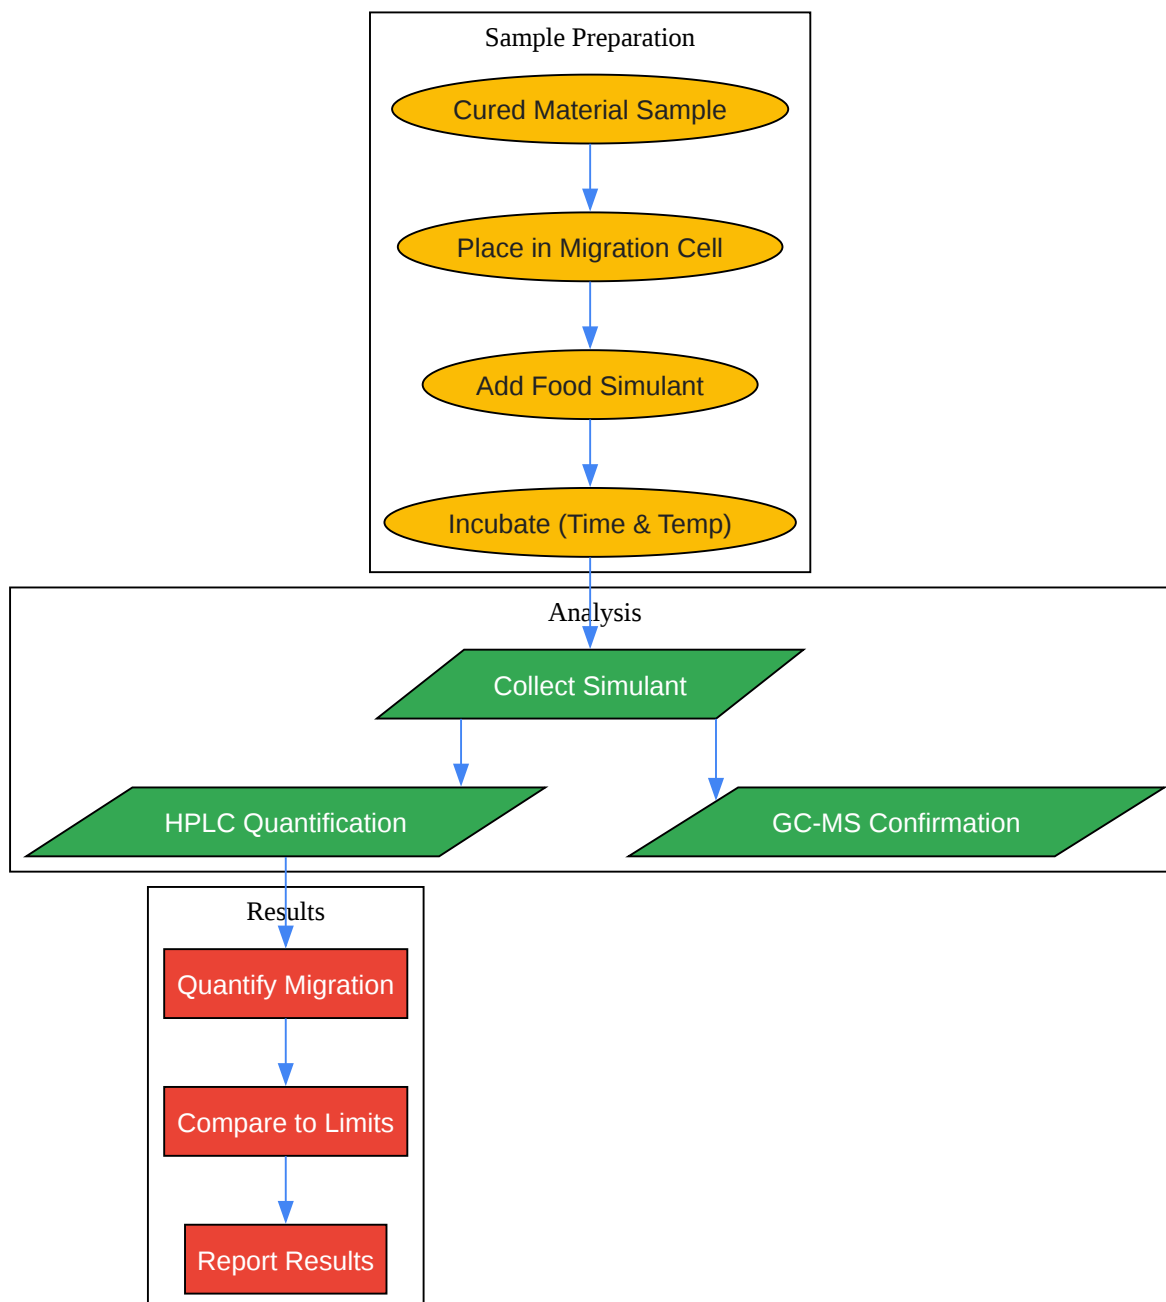 Sample Preparation
Cured Material Sample
Place in Migration Cell
Add Food Simulant
Incubate (Time & Temp)
Analysis
Collect Simulant
HPLC Quantification
GC-MS Confirmation
Results
Quantify Migration
Compare to Limits
Report Results